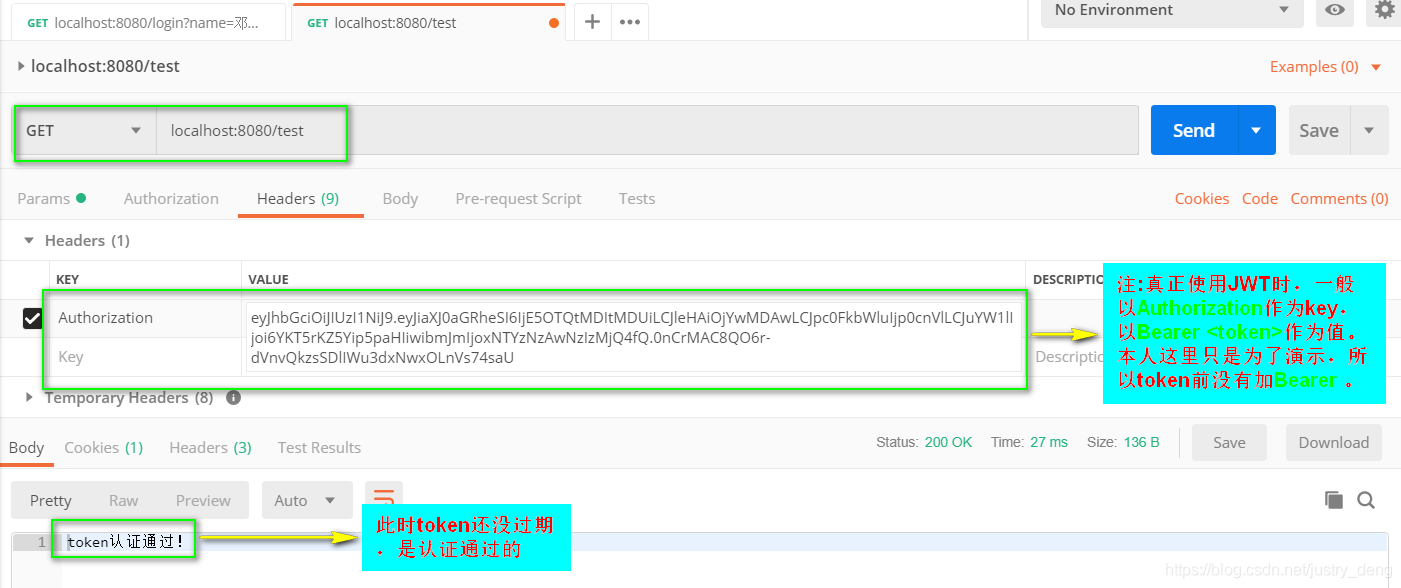 GET localhost:8080/login?name=邓...
GET localhost:8080/test
No Environment
localhost:8080/test
Examples (0)
GET
localhost:8080/test
Send
Save
Params
Authorization
Headers (9)
Body
Pre-request Script
Tests
Cookies
Code
Comments (0)
Headers (1)
KEY
VALUE
DESCRIPTIO
Authorization
eyJhbGciOiJIUzI1NiJ9.eyJiaXJ0aGRheSI6IjE5OTQtMDItMDUiLCJleHAiOjYwMDAwLCJpc0FkbWluIjp0cnVlLCJuYW1lI
joi6YKT5rKZ5Yip5paHIiwibmJmIjoxNTYzNzAwNzIzMjQ4fQ.0nCrMAC8QO6r-
dVnvQkzsSDlIWu3dxNwxOLnVs74saU
Key
Descriptio
注:真正使用JWT时．一般
以Authorization作为key．
以Bearer <token>作为值。
本人这里只是为了演示．所
以token前没有加Bearer 。
Temporary Headers (8)
Body
Cookies (1)
Headers (3)
Test Results
Status: 200 OK
Time: 27 ms
Size: 136 B
Save
Download
Pretty
Raw
Preview
Auto
1
token认证通过!
此时token还没过期
．是认证通过的
https://blog.csdn.net/justry_deng